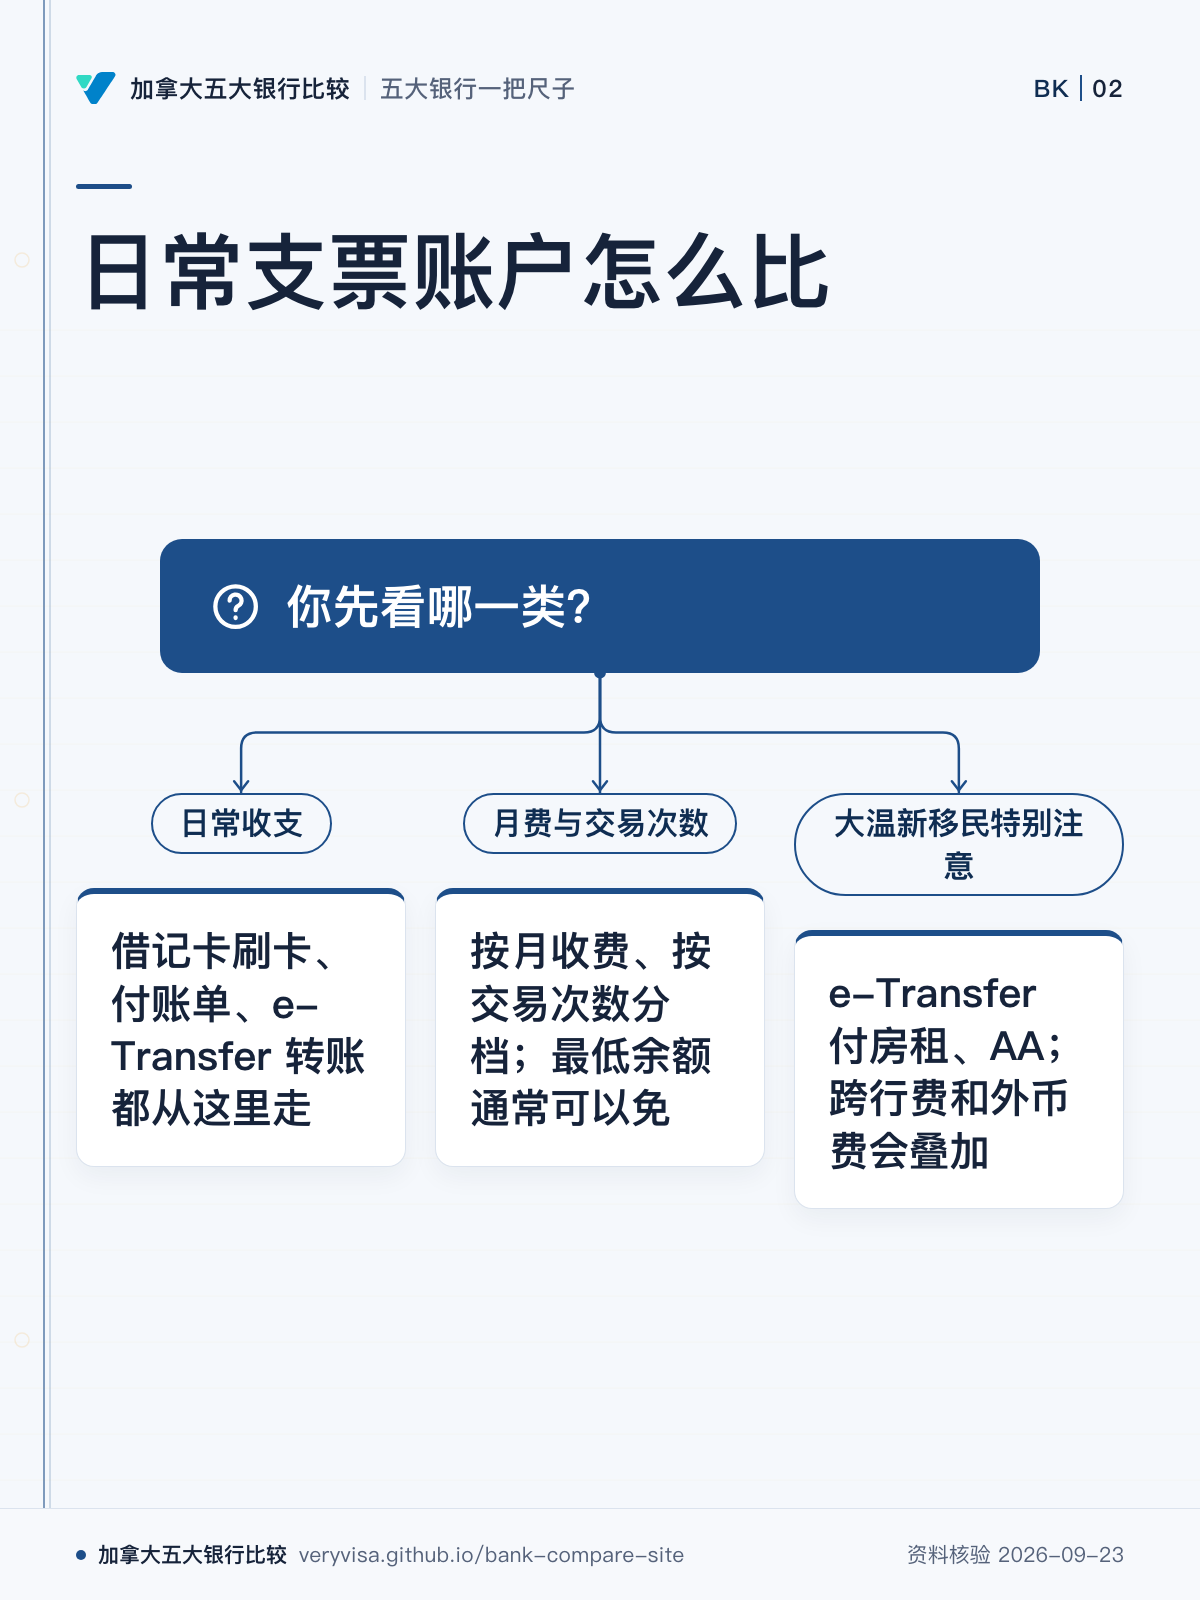 加拿大五大银行比较 五大银行一把尺子
BK 02
日常支票账户怎么比
你先看哪一类?
日常收支
借记卡刷卡、
付账单、e-
Transfer 转账
都从这里走
月费与交易次数
按月收费、按
交易次数分
档；最低余额
通常可以免
大温新移民特别注
意
e-Transfer
付房租、AA；
跨行费和外币
费会叠加
加拿大五大银行比较 veryvisa.github.io/bank-compare-site
资料核验 2026-09-23